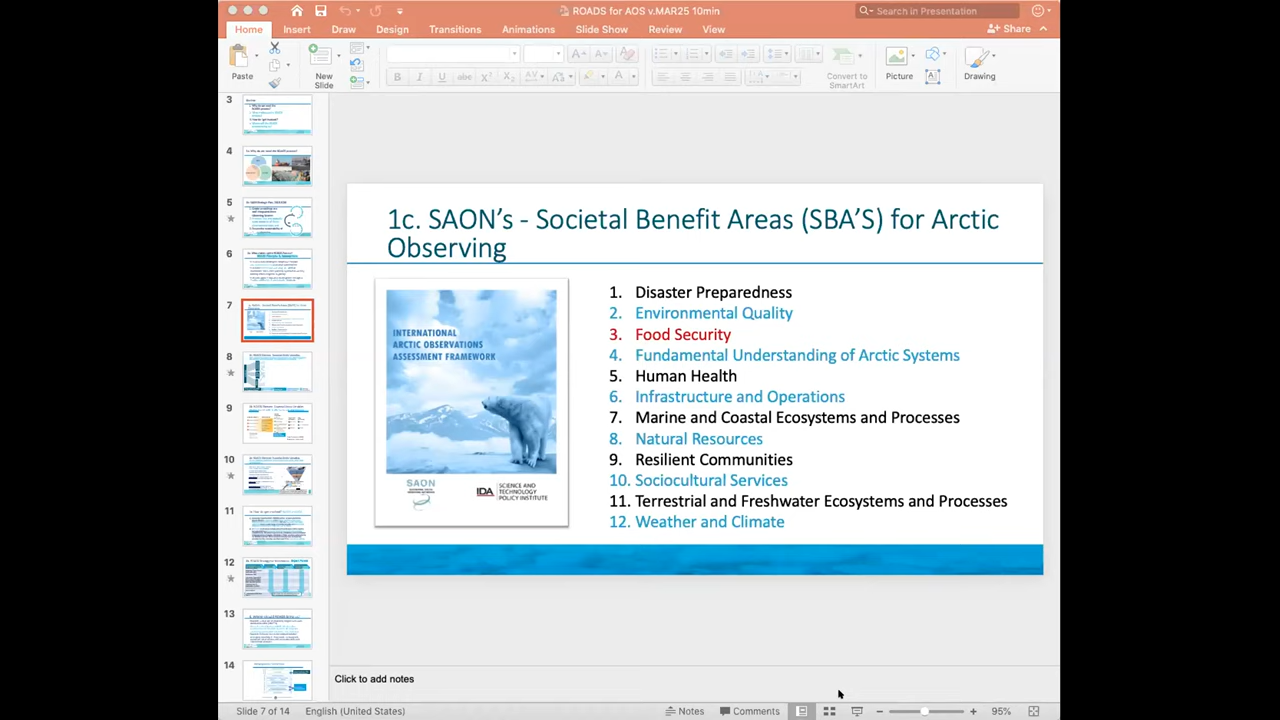 ROADS for AOS v.MAR25 10min
Search in Presentation
Home Insert Draw Design Transitions Animations Slide Show Review View
Share
Paste
New
Slide
Convert to
SmartArt
Picture
Drawing
3
4
5
6
7
8
9
10
11
12
13
14
1c. SAON's - Societal Benefit Areas (SBA'S) for Arctic
Observing
INTERNATIONAL
ARCTIC OBSERVATIONS
ASSESSMENT FRAMEWORK
SAON
IDA
SCIENCE AND
TECHNOLOGY
POLICY INSTITUTE
1. Disaster Preparedness
2. Environmental Quality
3. Food Security
4. Fundamental Understanding of Arctic Systems
5. Human Health
6. Infrastructure and Operations
7. Marine and Coastal Ecosystems and Processes
8. Natural Resources
9. Resilient Communities
10. Sociocultural Services
11. Terrestrial and Freshwater Ecosystems and Processes
12. Weather and Climate
Click to add notes
Slide 7 of 14 English (United States) Notes Comments 95%